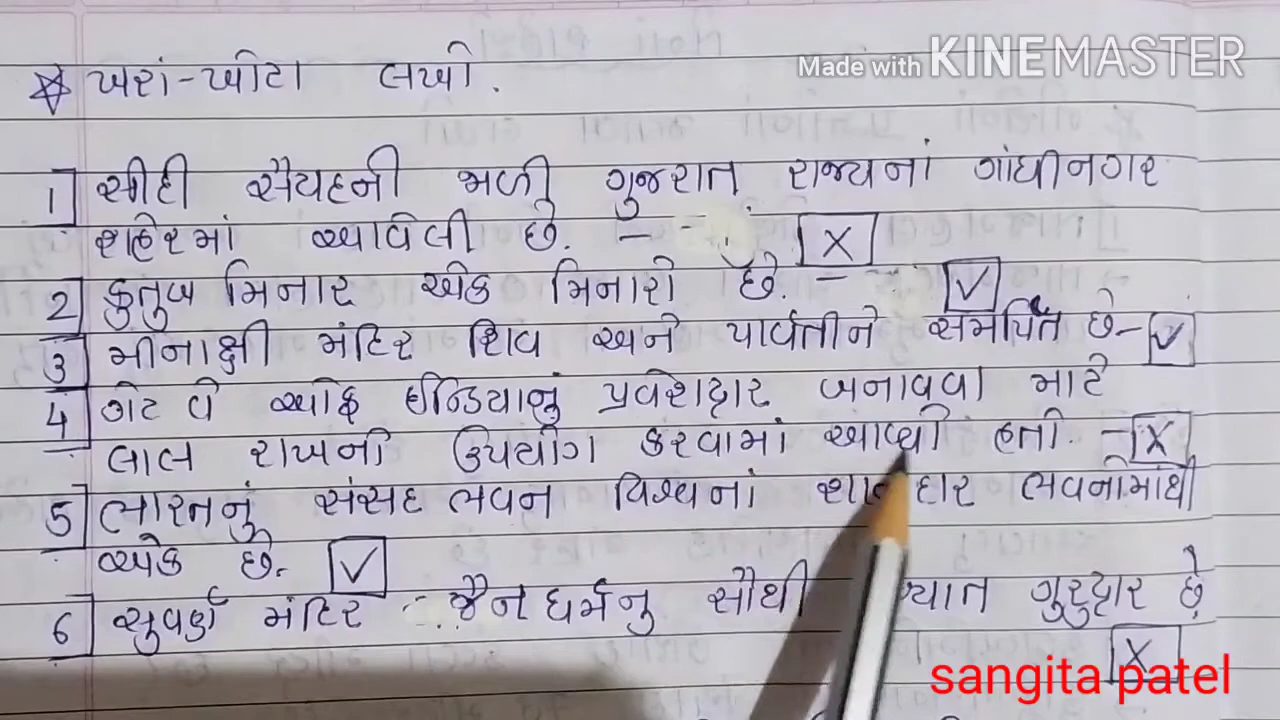 Made with KINEMASTER
☆ ખરાં-ખોટા લખો.
1] સીદી સૈયદની જાળી ગુજરાત રાજ્યનાં ગાંધીનગર
શહેરમાં આવેલી છે. - - [X]
2] કુતુબ મિનાર એક મિનારો છે. - [✓]
3] મીનાક્ષી મંદિર શિવ અને પાર્વતીને સમર્પિત છે- [✓]
4] ગેટ વે ઓફ ઈન્ડિયાનું પ્રવેશદ્વાર બનાવવા માટે
લાલ રાખનો ઉપયોગ કરવામાં આવ્યો હતો. - [X]
5] ભારતનું સંસદ ભવન વિશ્વનાં દાર ભવનોમાંથી
એક છે. [✓]
6] સુવર્ણ મંદિર - જૈન ધર્મનુ સૌથી ગુરુદ્વાર છે
[X]
sangita patel